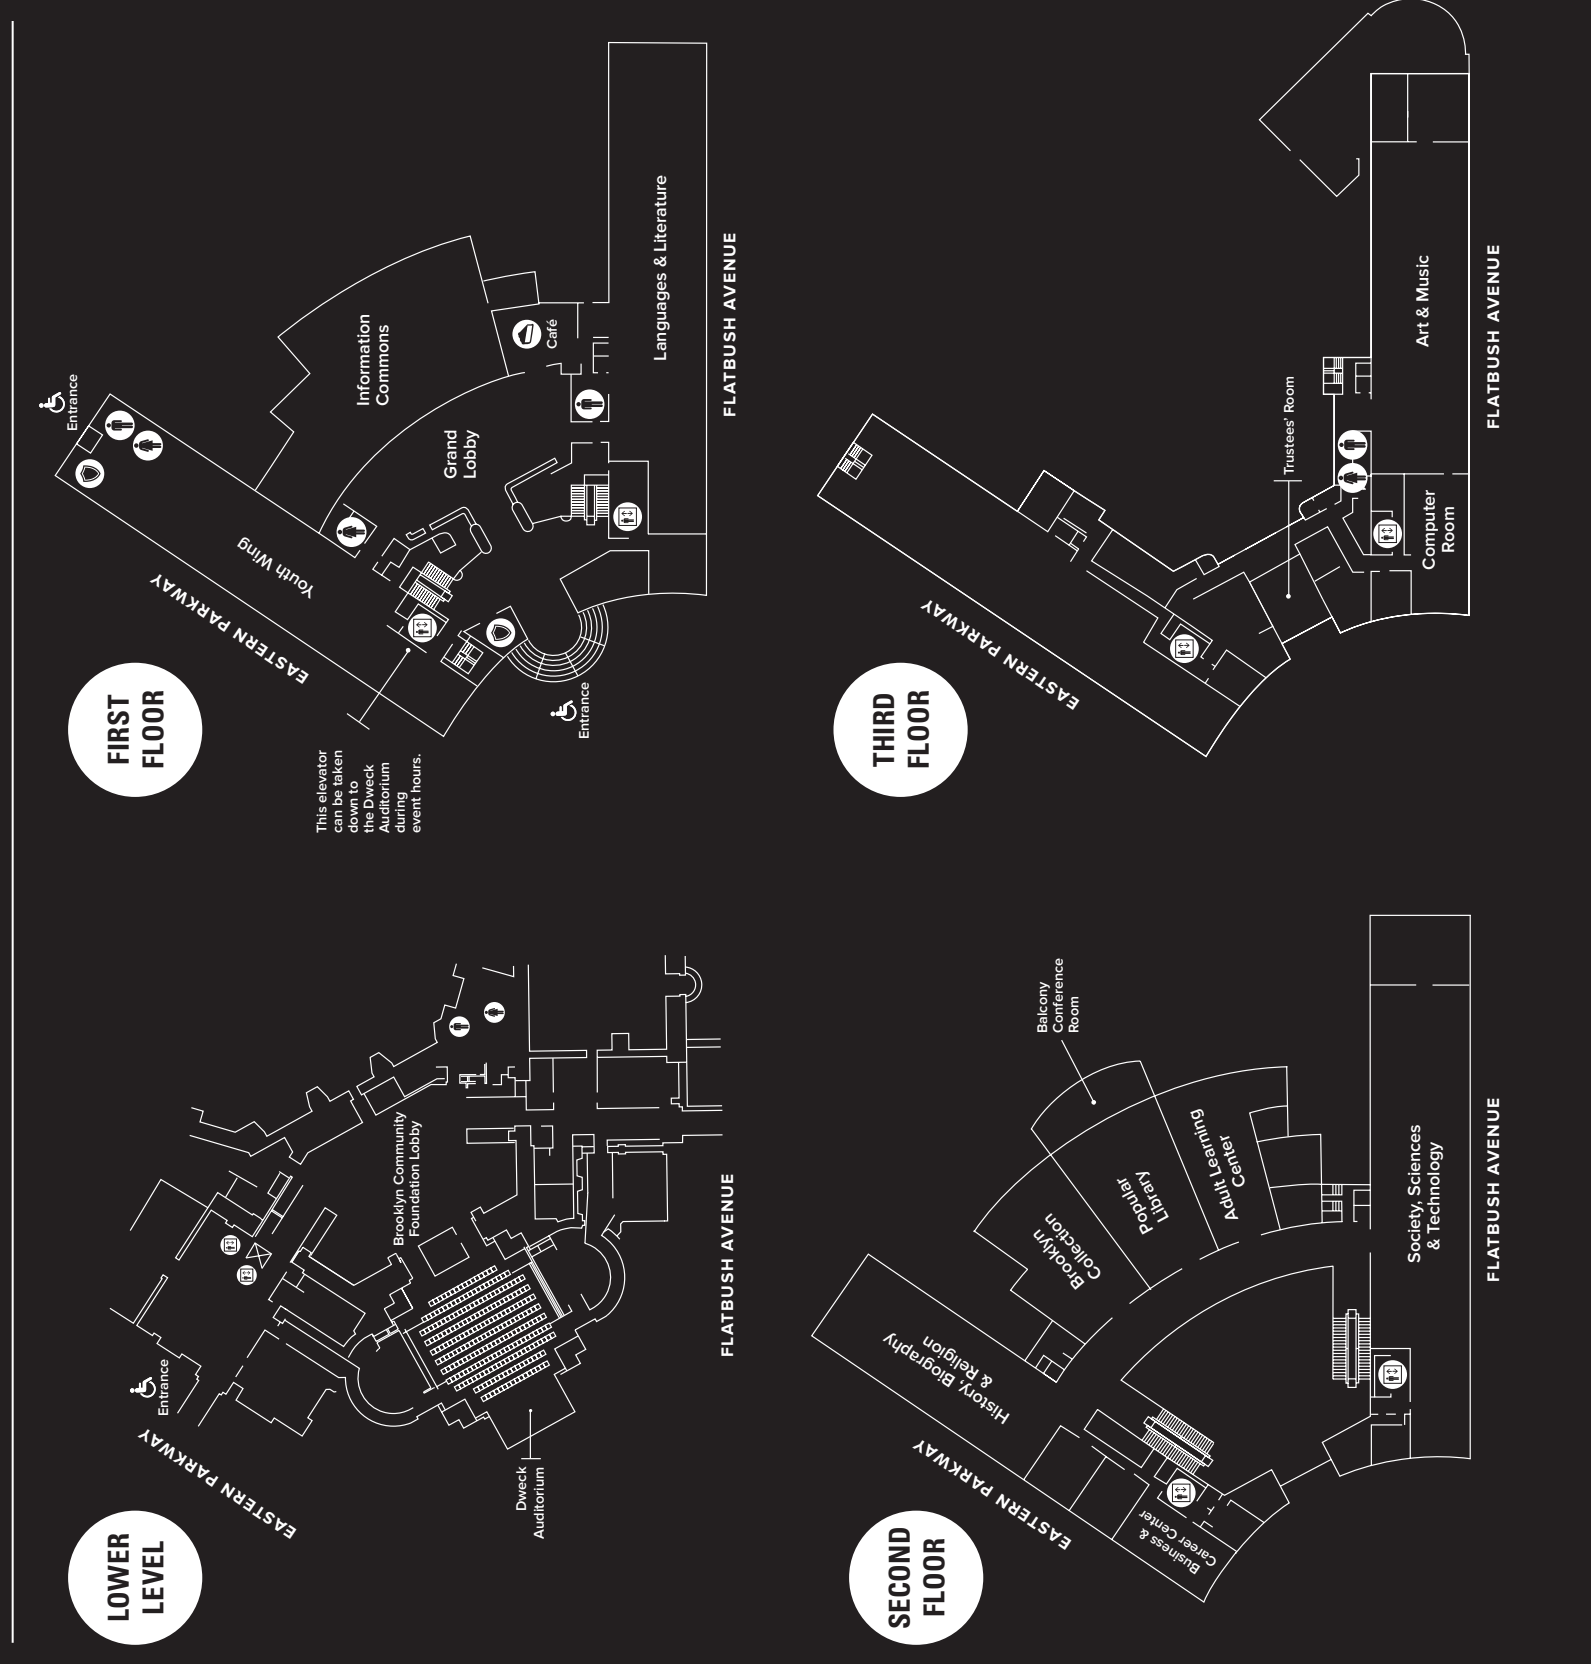 LOWER
LEVEL
EASTERN PARKWAY
Entrance
Brooklyn Community
Foundation Lobby
Dweck
Auditorium
FLATBUSH AVENUE
FIRST
FLOOR
EASTERN PARKWAY
Youth Wing
Entrance
Information
Commons
Grand
Lobby
Café
Languages & Literature
This elevator
can be taken
down to
the Dweck
Auditorium
during
event hours.
Entrance
FLATBUSH AVENUE
SECOND
FLOOR
EASTERN PARKWAY
History, Biography
& Religion
Business &
Career Center
Brooklyn
Collection
Popular
Library
Adult Learning
Center
Balcony
Conference
Room
Society, Sciences
& Technology
FLATBUSH AVENUE
THIRD
FLOOR
EASTERN PARKWAY
Trustees' Room
Computer
Room
Art & Music
FLATBUSH AVENUE